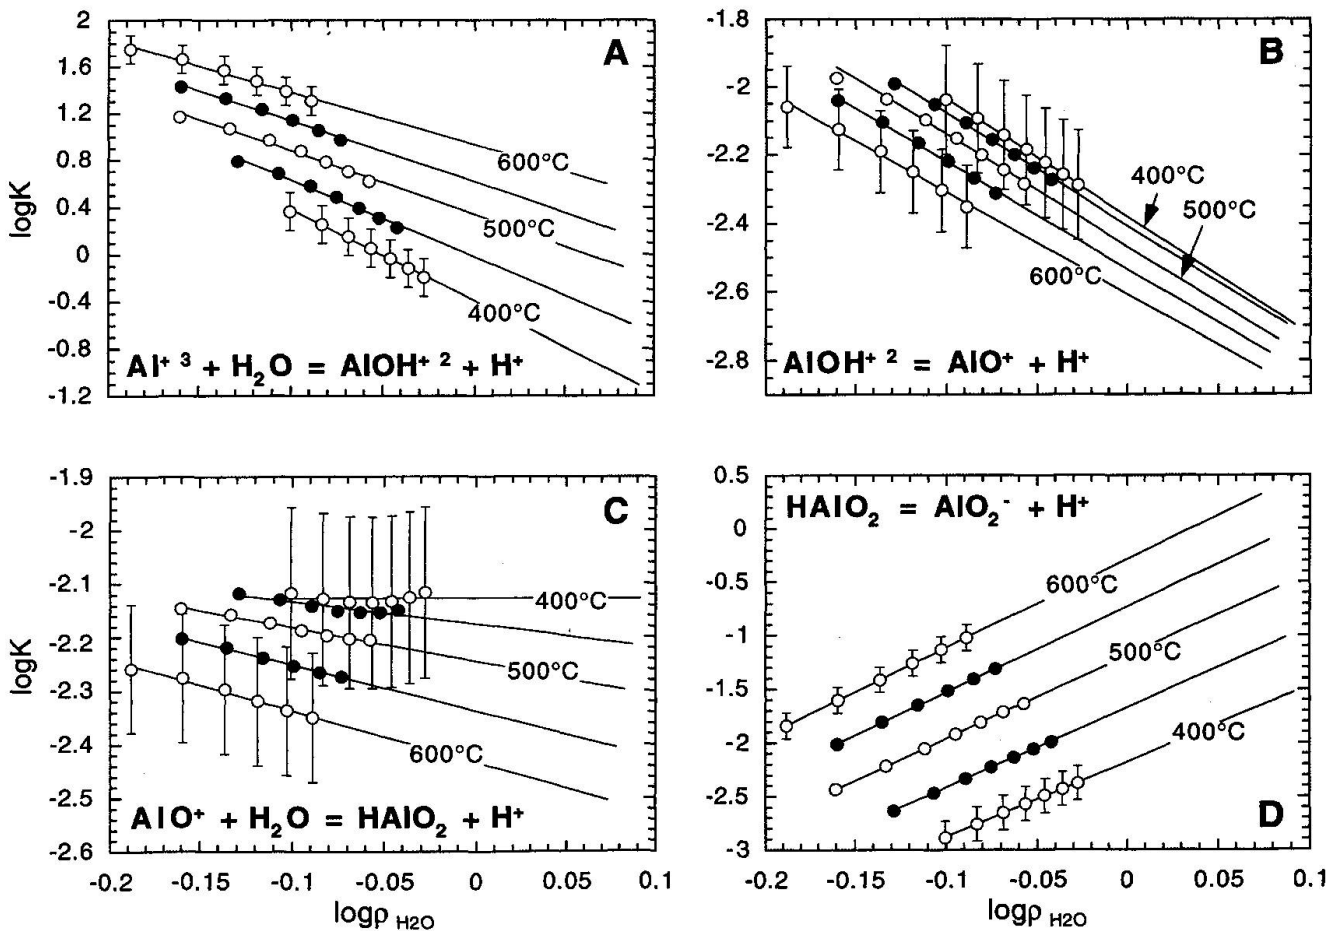 A
2
1.6
1.2
0.8
0.4
0
-0.4
-0.8
-1.2
logK
600°C
500°C
400°C
Al⁺ ³ + H₂O = AlOH⁺ ² + H⁺
B
-1.8
-2
-2.2
-2.4
-2.6
-2.8
400°C
500°C
600°C
AlOH⁺ ² = AlO⁺ + H⁺
C
-1.9
-2
-2.1
-2.2
-2.3
-2.4
-2.5
-2.6
logK
400°C
500°C
600°C
AlO⁺ + H₂O = HAlO₂ + H⁺
-0.2 -0.15 -0.1 -0.05 0 0.05 0.1
logρ H2O
HAlO₂ = AlO₂⁻ + H⁺
0.5
0
-0.5
-1
-1.5
-2
-2.5
-3
600°C
500°C
400°C
D
-0.2 -0.15 -0.1 -0.05 0 0.05 0.1
logρ H2O